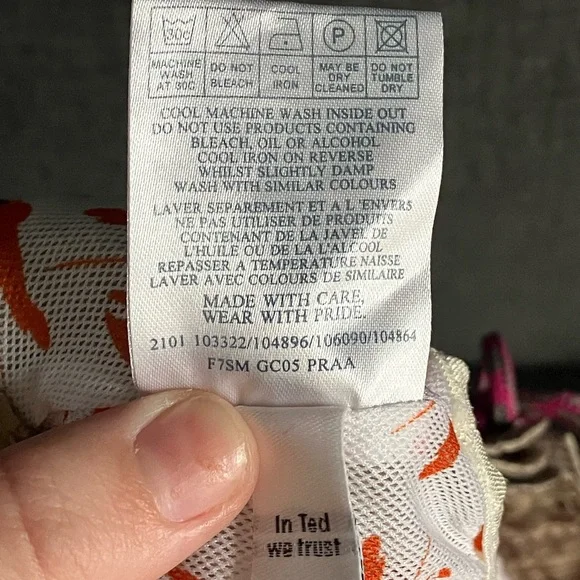 30c P
MACHINE WASH AT 30C
DO NOT BLEACH
COOL IRON
MAY BE DRY CLEANED
DO NOT TUMBLE DRY
COOL MACHINE WASH INSIDE OUT
DO NOT USE PRODUCTS CONTAINING
BLEACH, OIL OR ALCOHOL
COOL IRON ON REVERSE
WHILST SLIGHTLY DAMP
WASH WITH SIMILAR COLOURS
LAVER SEPAREMENT ET A L'ENVERS
NE PAS UTILISER DE PRODUITS
CONTENANT DE LA JAVEL DE
L'HUILE OU DE LA L'ALCOOL
REPASSER A TEMPERATURE NAISSE
LAVER AVEC COLOURS DE SIMILAIRE
MADE WITH CARE,
WEAR WITH PRIDE.
2101 103322/104896/106090/104864
F7SM GC05 PRAA
In Ted
we trust